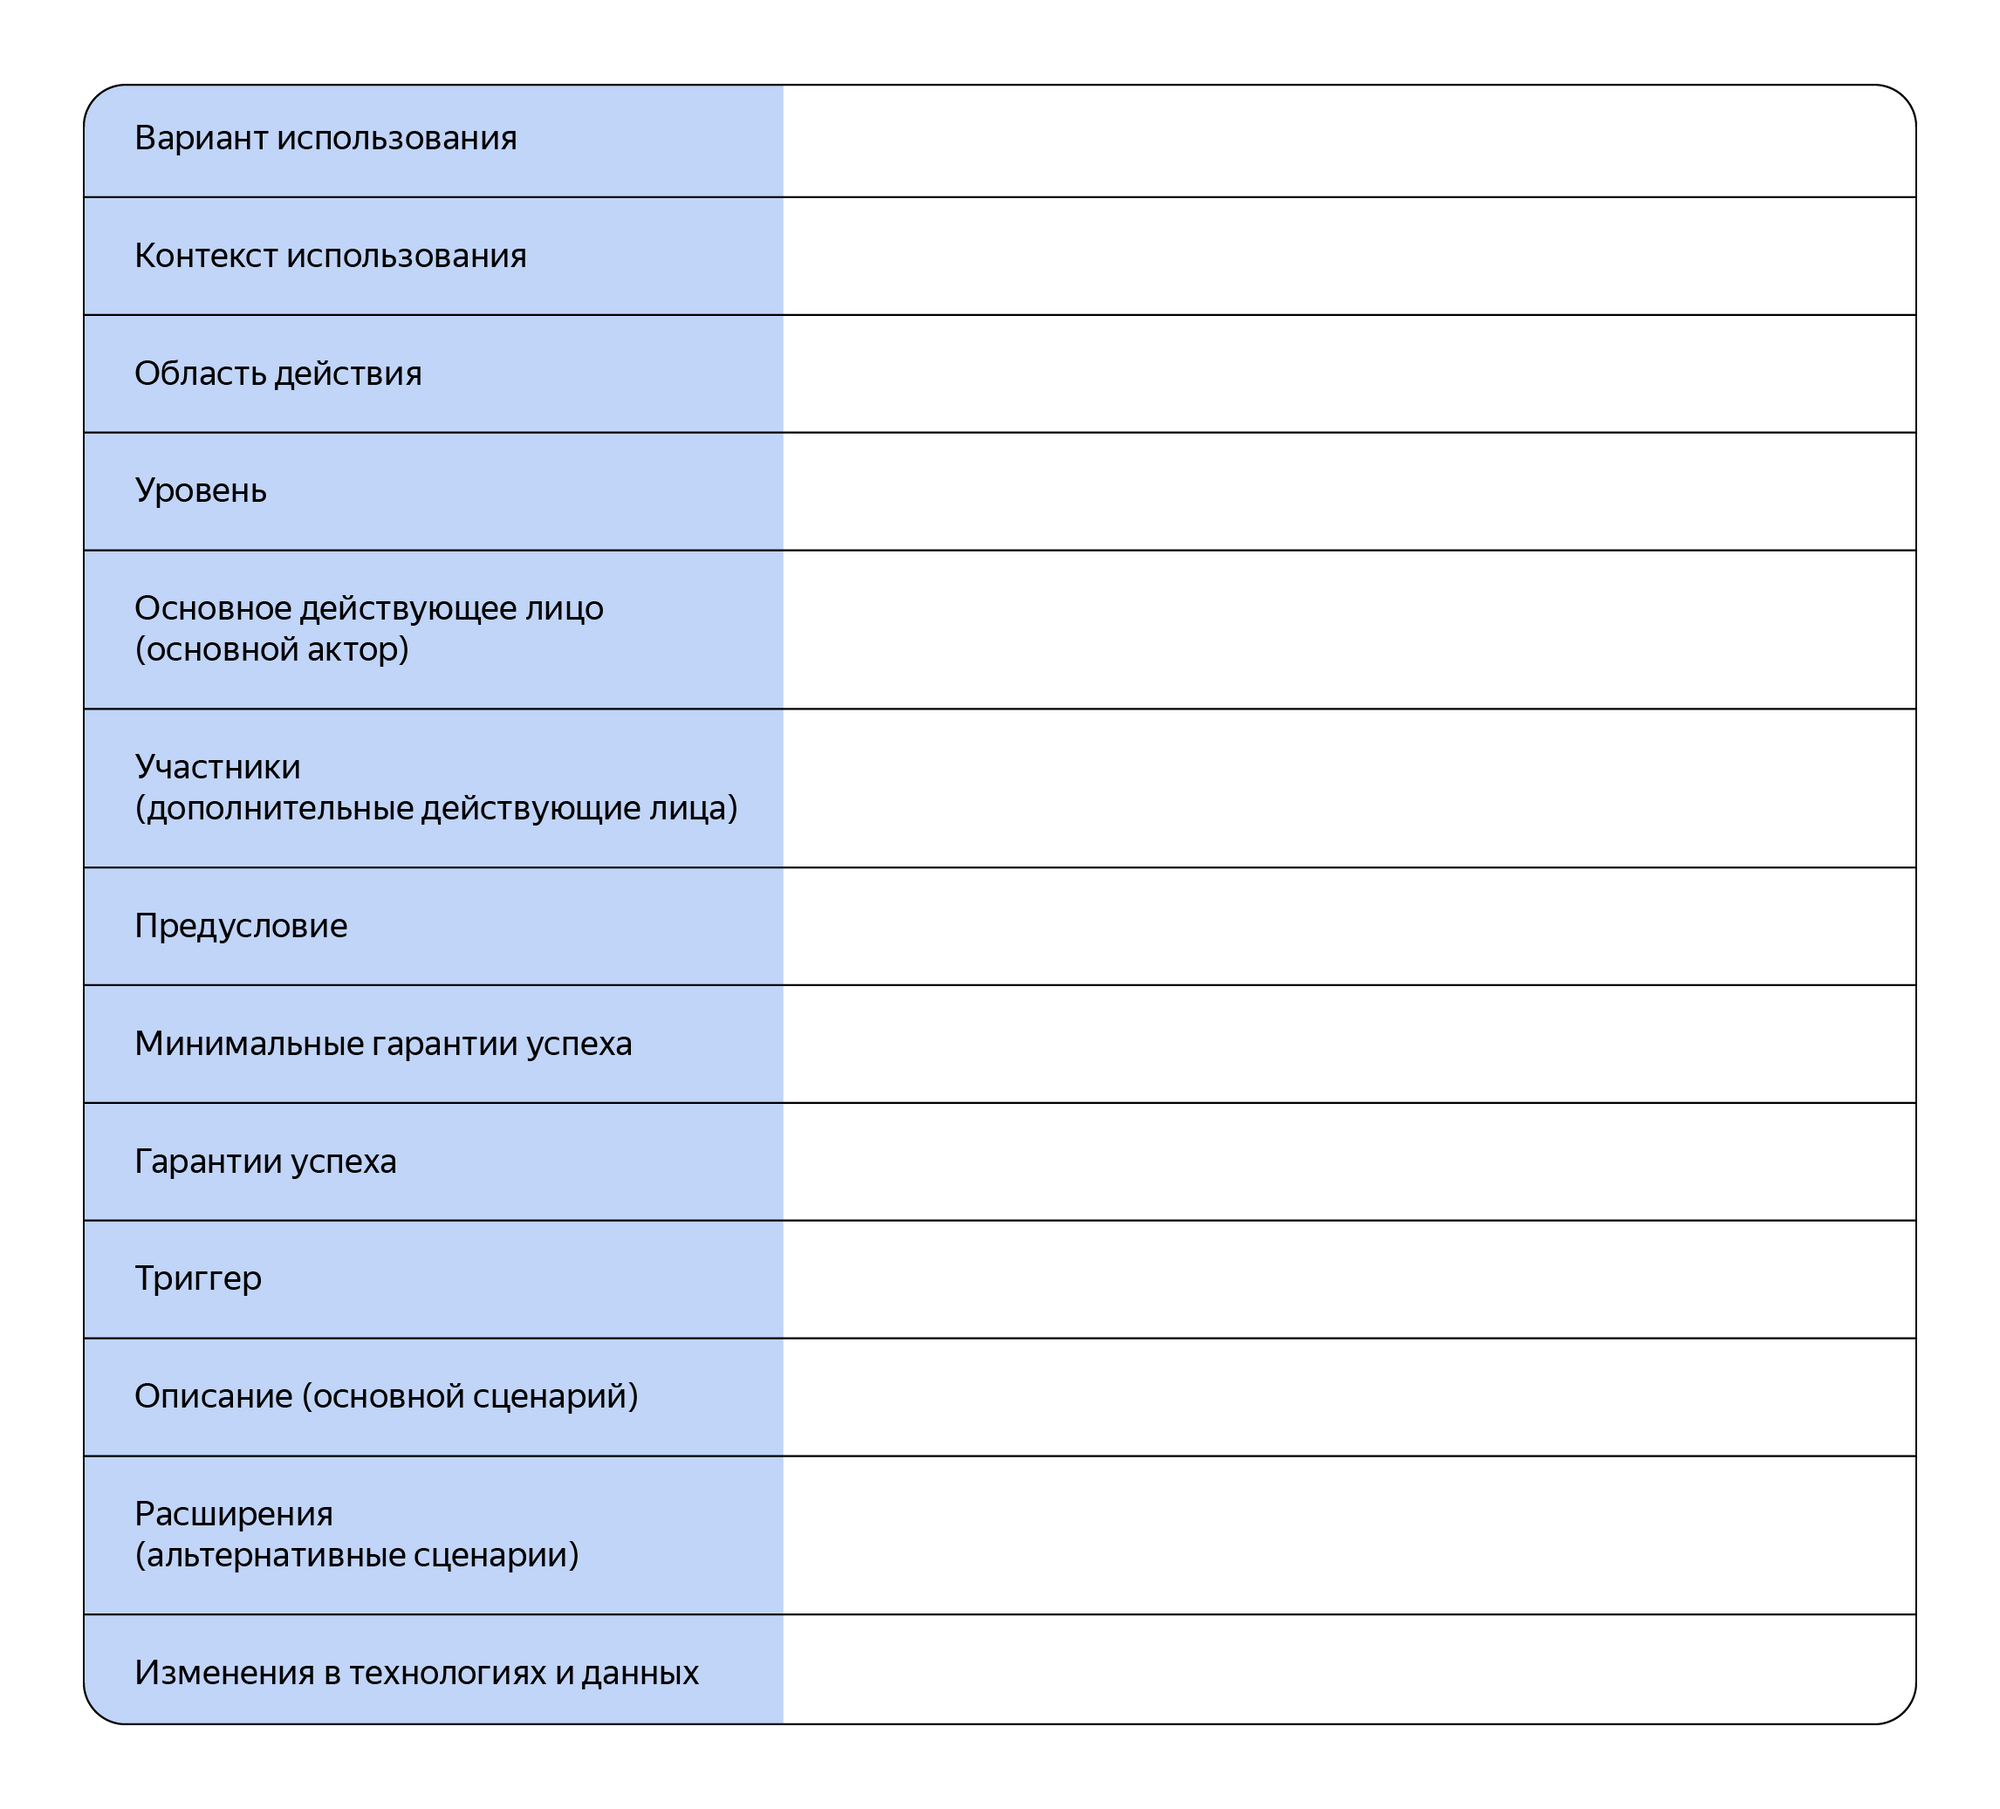 Вариант использования
Контекст использования
Область действия
Уровень
Основное действующее лицо
(основной актор)
Участники
(дополнительные действующие лица)
Предусловие
Минимальные гарантии успеха
Гарантии успеха
Триггер
Описание (основной сценарий)
Расширения
(альтернативные сценарии)
Изменения в технологиях и данных